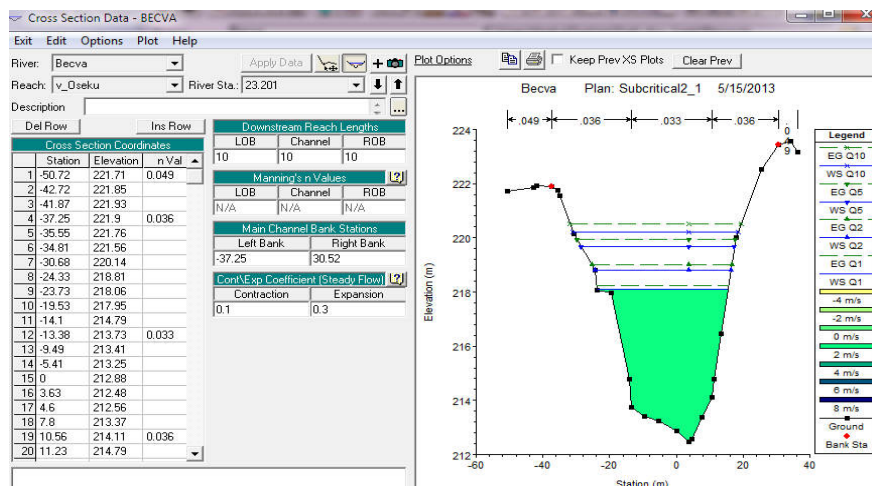 Cross Section Data - BECVA
Exit Edit Options Plot Help
River: Becva
Apply Data
Reach: v_Oseku
River Sta.: 23.201
Description
...
Del Row Ins Row
Cross Section Coordinates
Station Elevation n Val
1 -50.72 221.71 0.049
2 -42.72 221.85
3 -41.87 221.93
4 -37.25 221.9 0.036
5 -35.55 221.76
6 -34.81 221.56
7 -30.68 220.14
8 -24.33 218.81
9 -23.73 218.06
10 -19.53 217.95
11 -14.1 214.79
12 -13.38 213.73 0.033
13 -9.49 213.41
14 -5.41 213.25
15 0 212.88
16 3.63 212.48
17 4.6 212.56
18 7.8 213.37
19 10.56 214.11 0.036
20 11.23 214.79
Downstream Reach Lengths
LOB Channel ROB
10 10 10
Manning's n Values
LOB Channel ROB
N/A N/A N/A
Main Channel Bank Stations
Left Bank Right Bank
-37.25 30.52
Cont\Exp Coefficient (Steady Flow)
Contraction Expansion
0.1 0.3
Plot Options
Keep Prev XS Plots
Clear Prev
Becva Plan: Subcritical2_1 5/15/2013
.049 .036 .033 .036
.
0
9
224
222
220
218
216
214
212
Elevation (m)
-60 -40 -20 0 20 40
Station (m)
Legend
EG Q10
WS Q10
EG Q5
WS Q5
EG Q2
WS Q2
EG Q1
WS Q1
-4 m/s
-2 m/s
0 m/s
2 m/s
4 m/s
6 m/s
8 m/s
Ground
Bank Sta